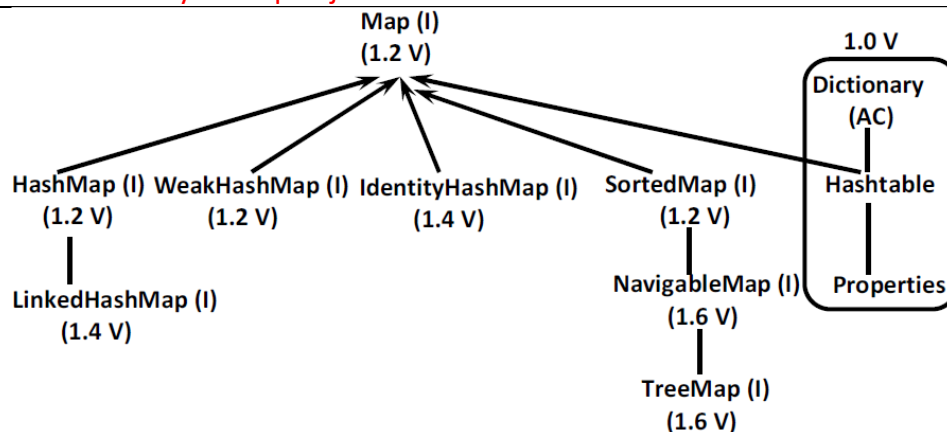 Map (I)
(1.2 V)
1.0 V
Dictionary
(AC)
HashMap (I) WeakHashMap (I) IdentityHashMap (I) SortedMap (I) Hashtable
(1.2 V) (1.2 V) (1.4 V) (1.2 V)
LinkedHashMap (I) NavigableMap (I) Properties
(1.4 V) (1.6 V)
TreeMap (I)
(1.6 V)